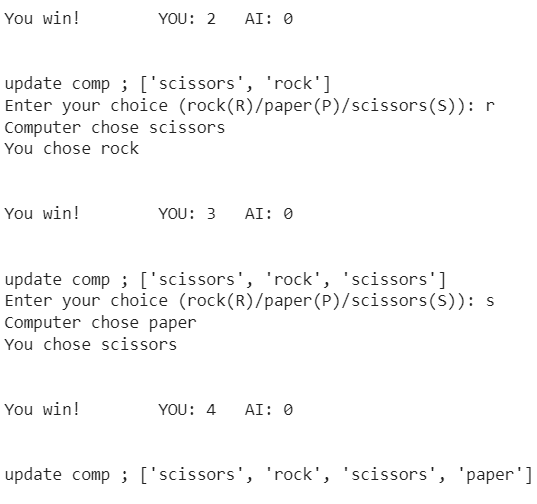 You win!        YOU: 2   AI: 0
update comp ; ['scissors', 'rock']
Enter your choice (rock(R)/paper(P)/scissors(S)): r
Computer chose scissors
You chose rock
You win!        YOU: 3   AI: 0
update comp ; ['scissors', 'rock', 'scissors']
Enter your choice (rock(R)/paper(P)/scissors(S)): s
Computer chose paper
You chose scissors
You win!        YOU: 4   AI: 0
update comp ; ['scissors', 'rock', 'scissors', 'paper']